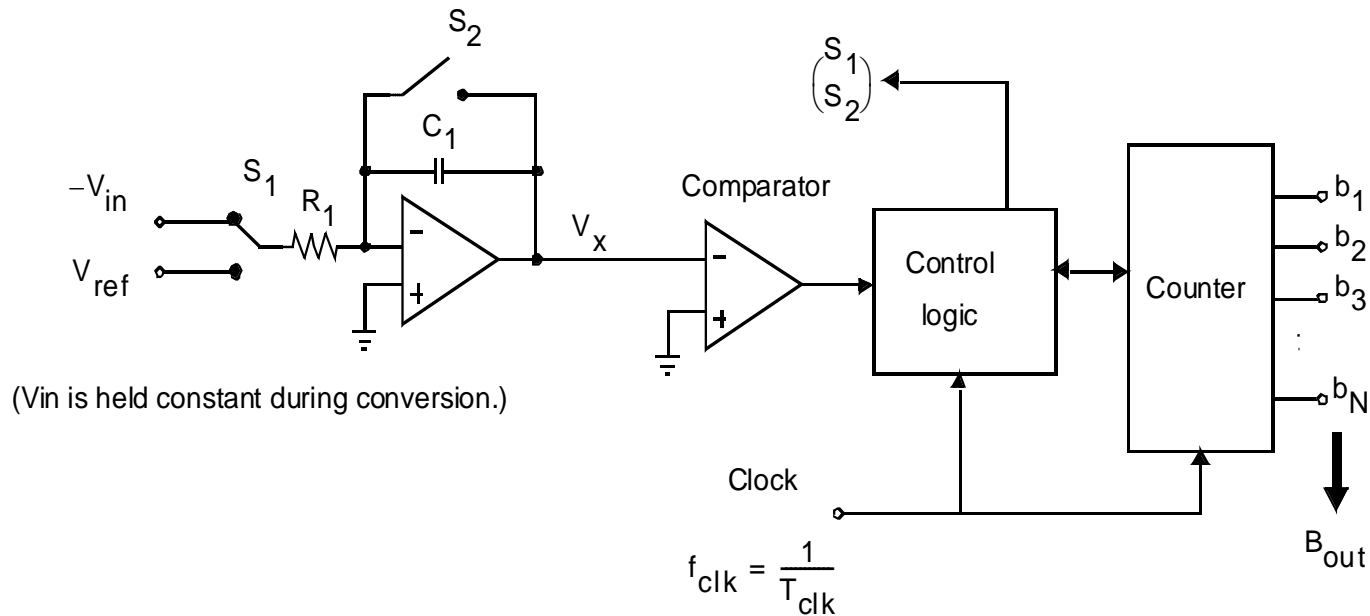 S2
(S1
S2)
C1
S1
−Vin
R1
Comparator
b1
Vx
b2
Vref
Control
logic
Counter
b3
:
(Vin is held constant during conversion.)
bN
Clock
Bout
fclk = 1/Tclk